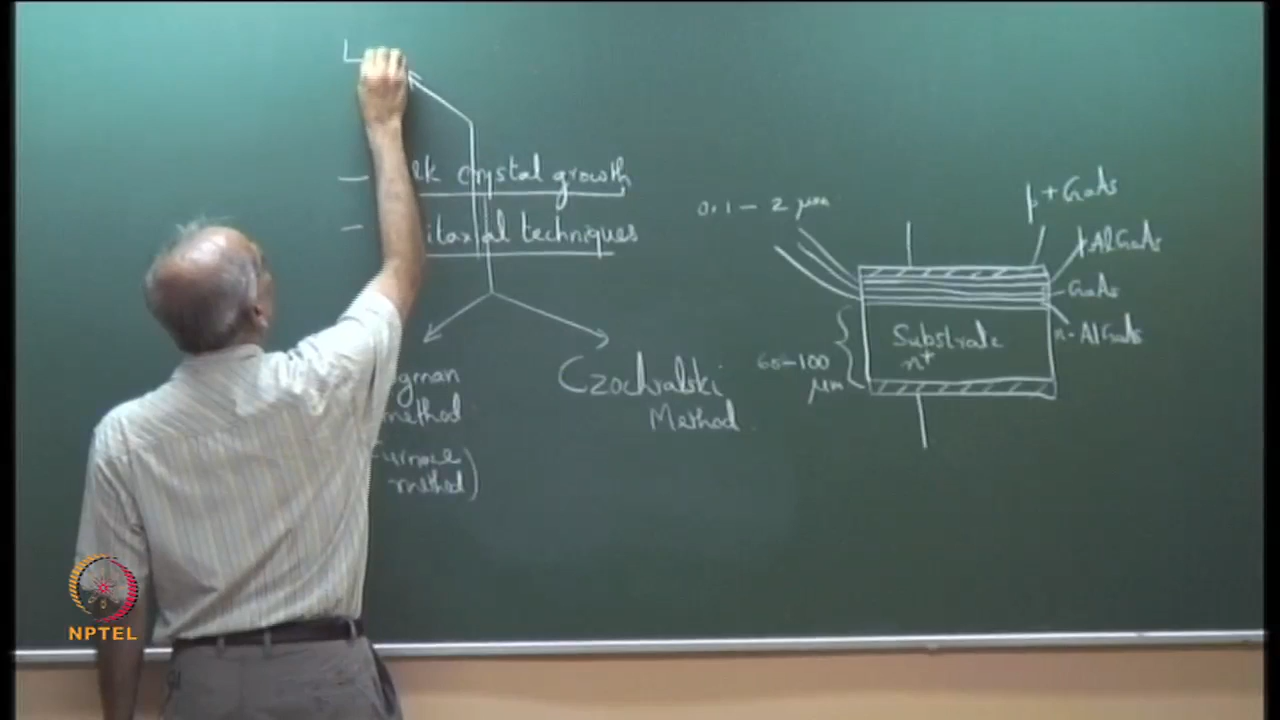 L
— lk crystal growth
— itaxial techniques
gman
method
urnace
method)
Czochralski
Method
0.1 – 2 μm
p+ GaAs
p AlGaAs
GaAs
n- AlGaAs
Substrate
n+
60–100
μm
NPTEL